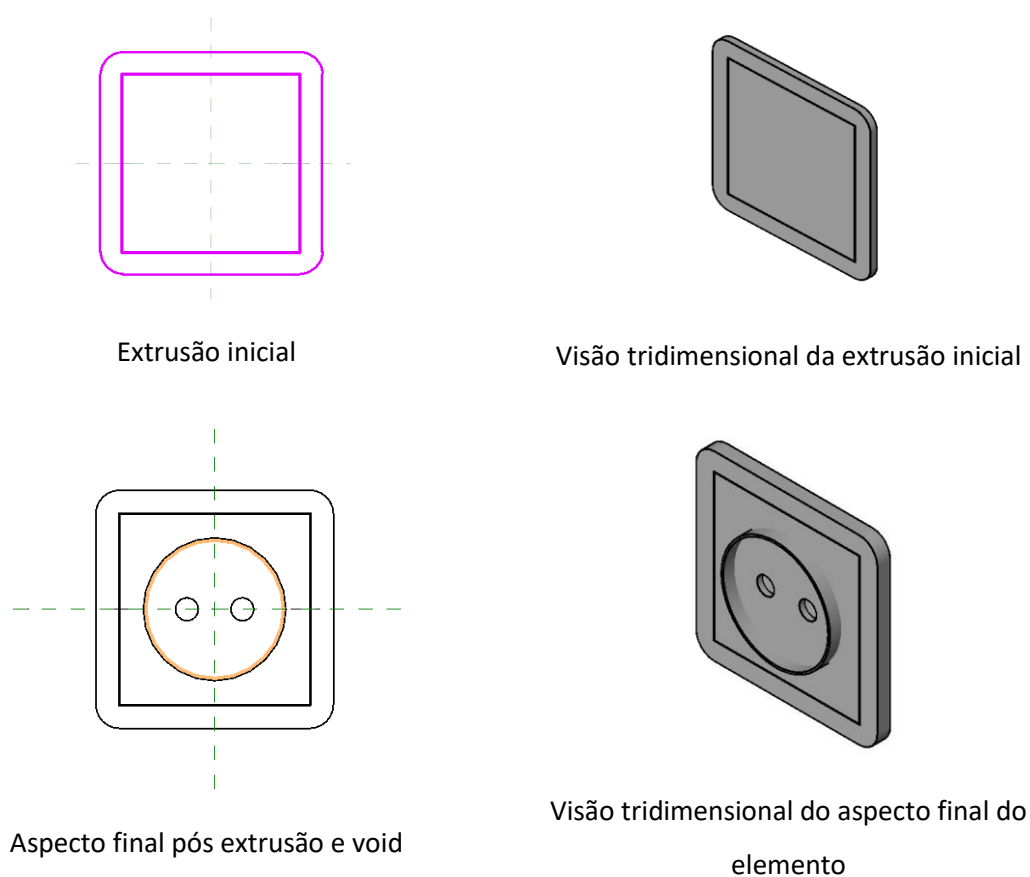 Extrusão inicial
Visão tridimensional da extrusão inicial
Aspecto final pós extrusão e void
Visão tridimensional do aspecto final do
elemento